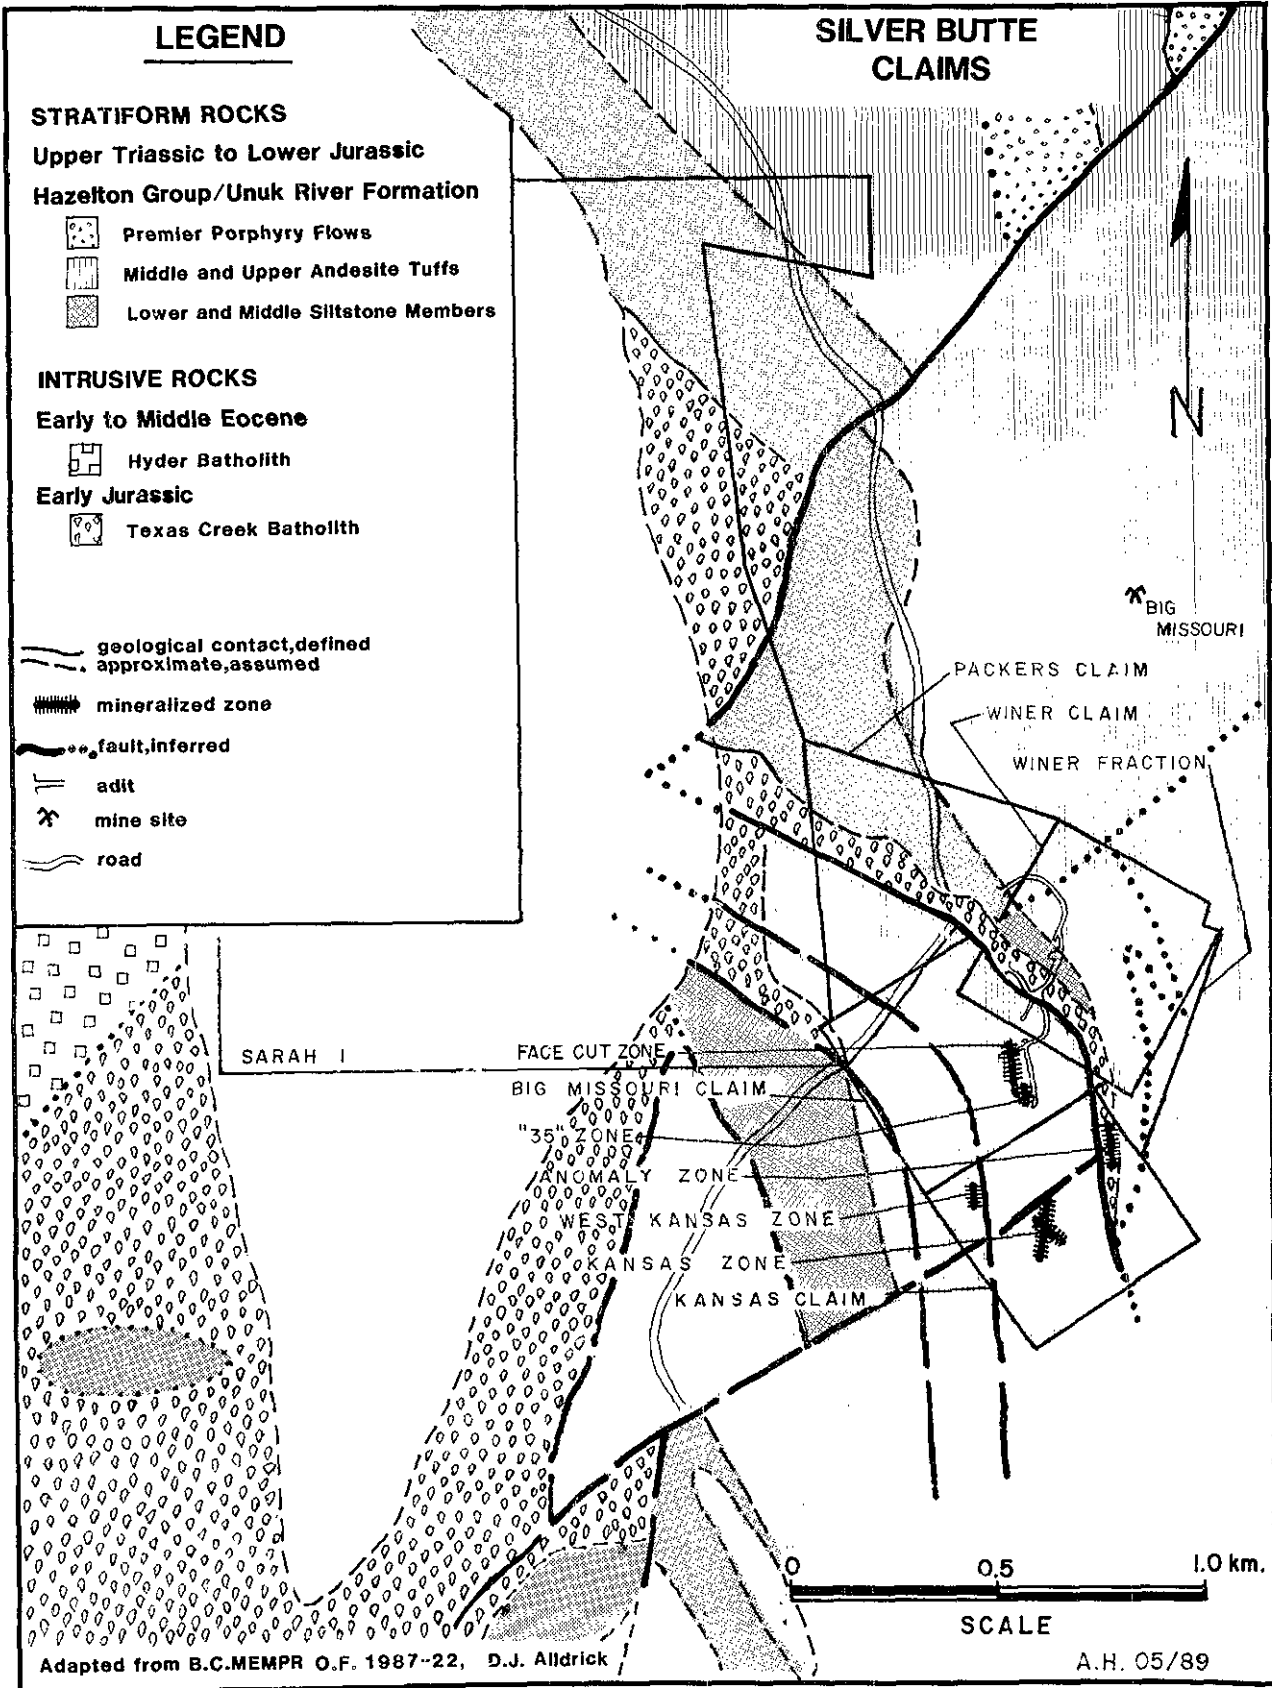 LEGEND
SILVER BUTTE
CLAIMS
STRATIFORM ROCKS
Upper Triassic to Lower Jurassic
Hazelton Group/Unuk River Formation
Premier Porphyry Flows
Middle and Upper Andesite Tuffs
Lower and Middle Siltstone Members
INTRUSIVE ROCKS
Early to Middle Eocene
Hyder Batholith
Early Jurassic
Texas Creek Batholith
geological contact,defined
approximate,assumed
mineralized zone
fault,inferred
adit
mine site
road
N
BIG
MISSOURI
PACKERS CLAIM
WINER CLAIM
WINER FRACTION
SARAH I
FACE CUT ZONE
BIG MISSOURI CLAIM
"35" ZONE
ANOMALY ZONE
WEST KANSAS ZONE
KANSAS ZONE
KANSAS CLAIM
0 0.5 1.0 km.
SCALE
Adapted from B.C.MEMPR O.F. 1987-22, D.J. Alldrick
A.H. 05/89